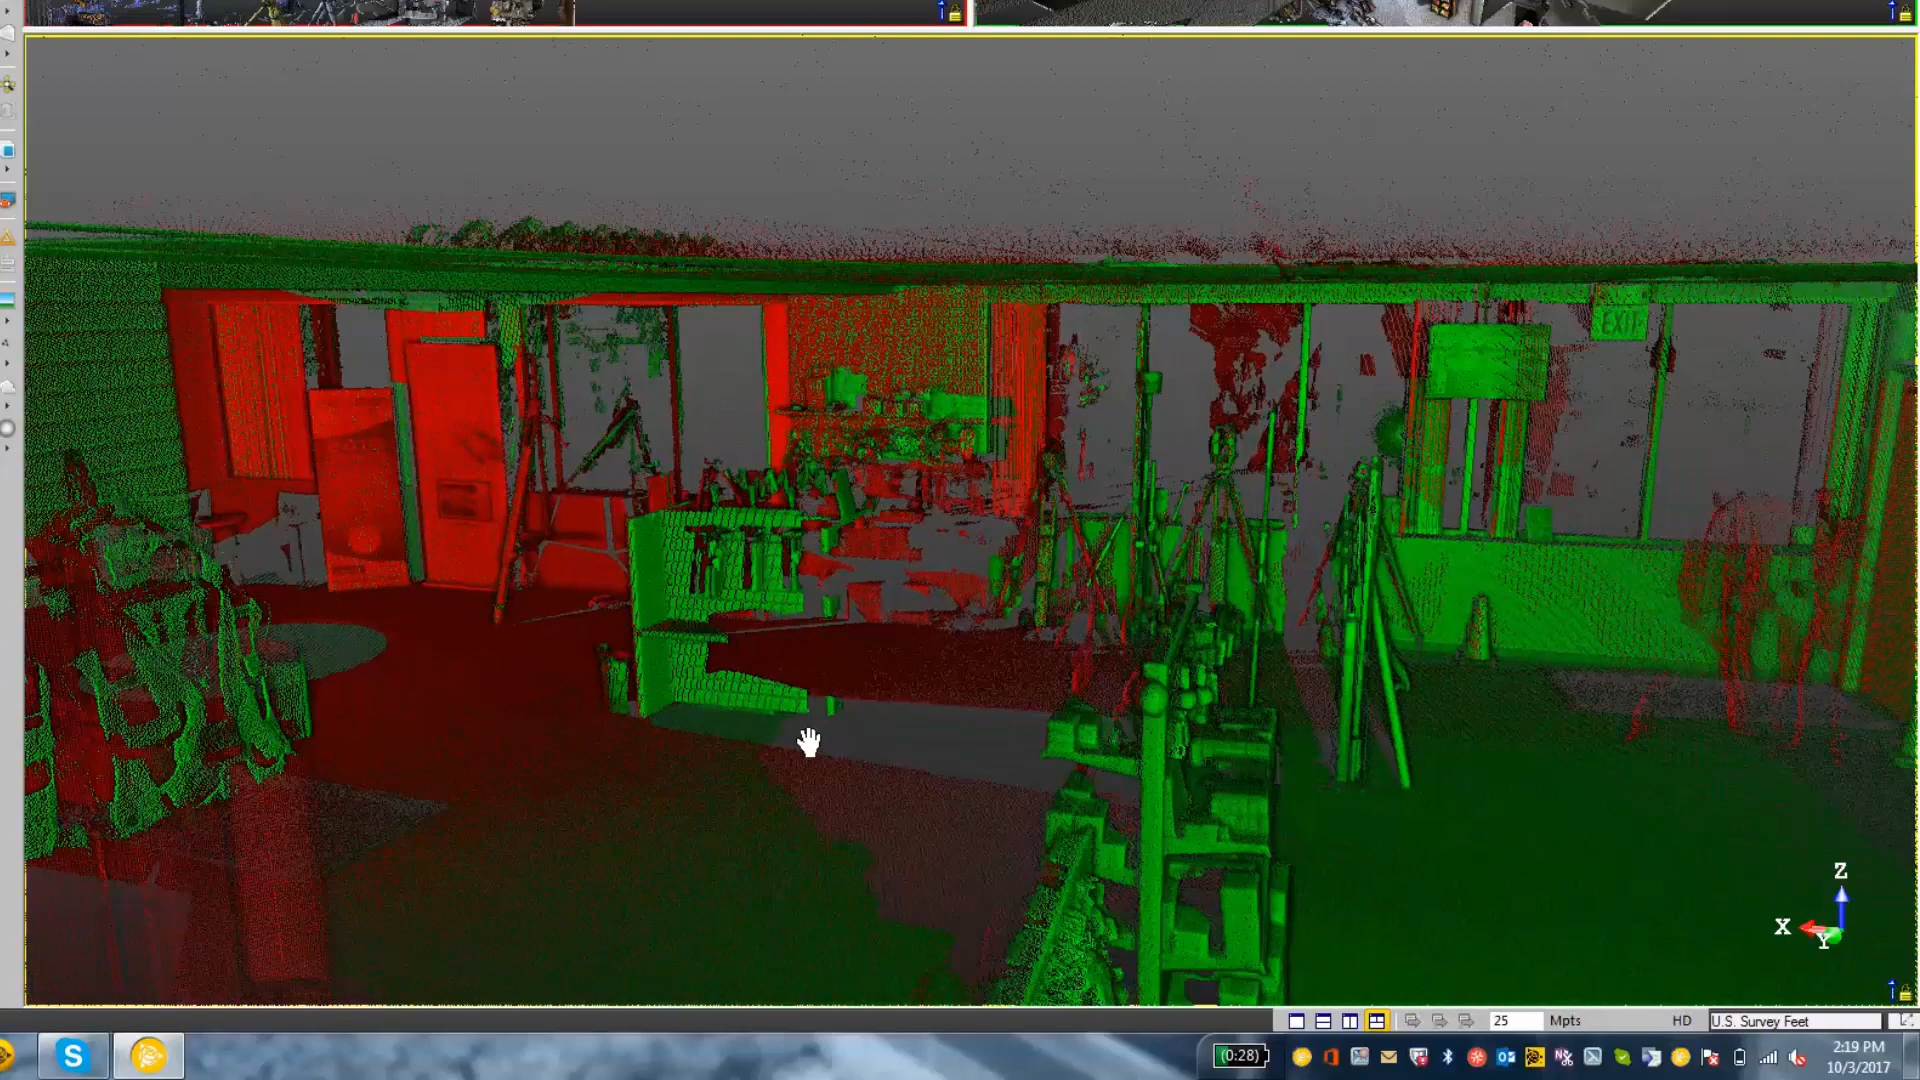 EXIT
Z
X
Y
25 Mpts HD U.S. Survey Feet
S
(0:28)
2:19 PM
10/3/2017